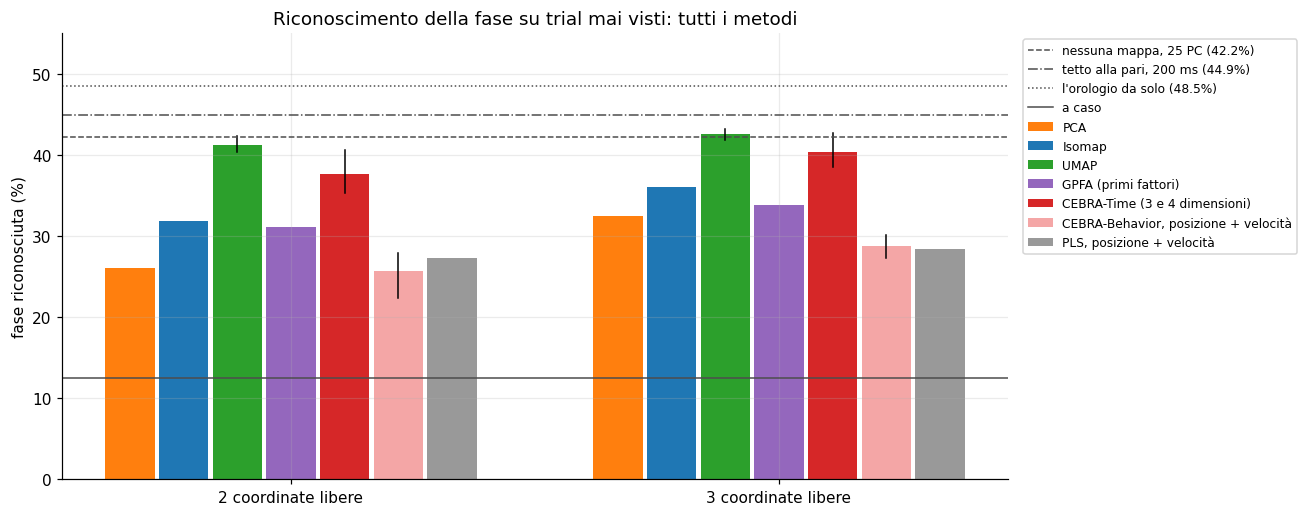 Riconoscimento della fase su trial mai visti: tutti i metodi
fase riconosciuta (%)
50
40
30
20
10
0
2 coordinate libere
3 coordinate libere
nessuna mappa, 25 PC (42.2%)
tetto alla pari, 200 ms (44.9%)
l'orologio da solo (48.5%)
a caso
PCA
Isomap
UMAP
GPFA (primi fattori)
CEBRA-Time (3 e 4 dimensioni)
CEBRA-Behavior, posizione + velocità
PLS, posizione + velocità